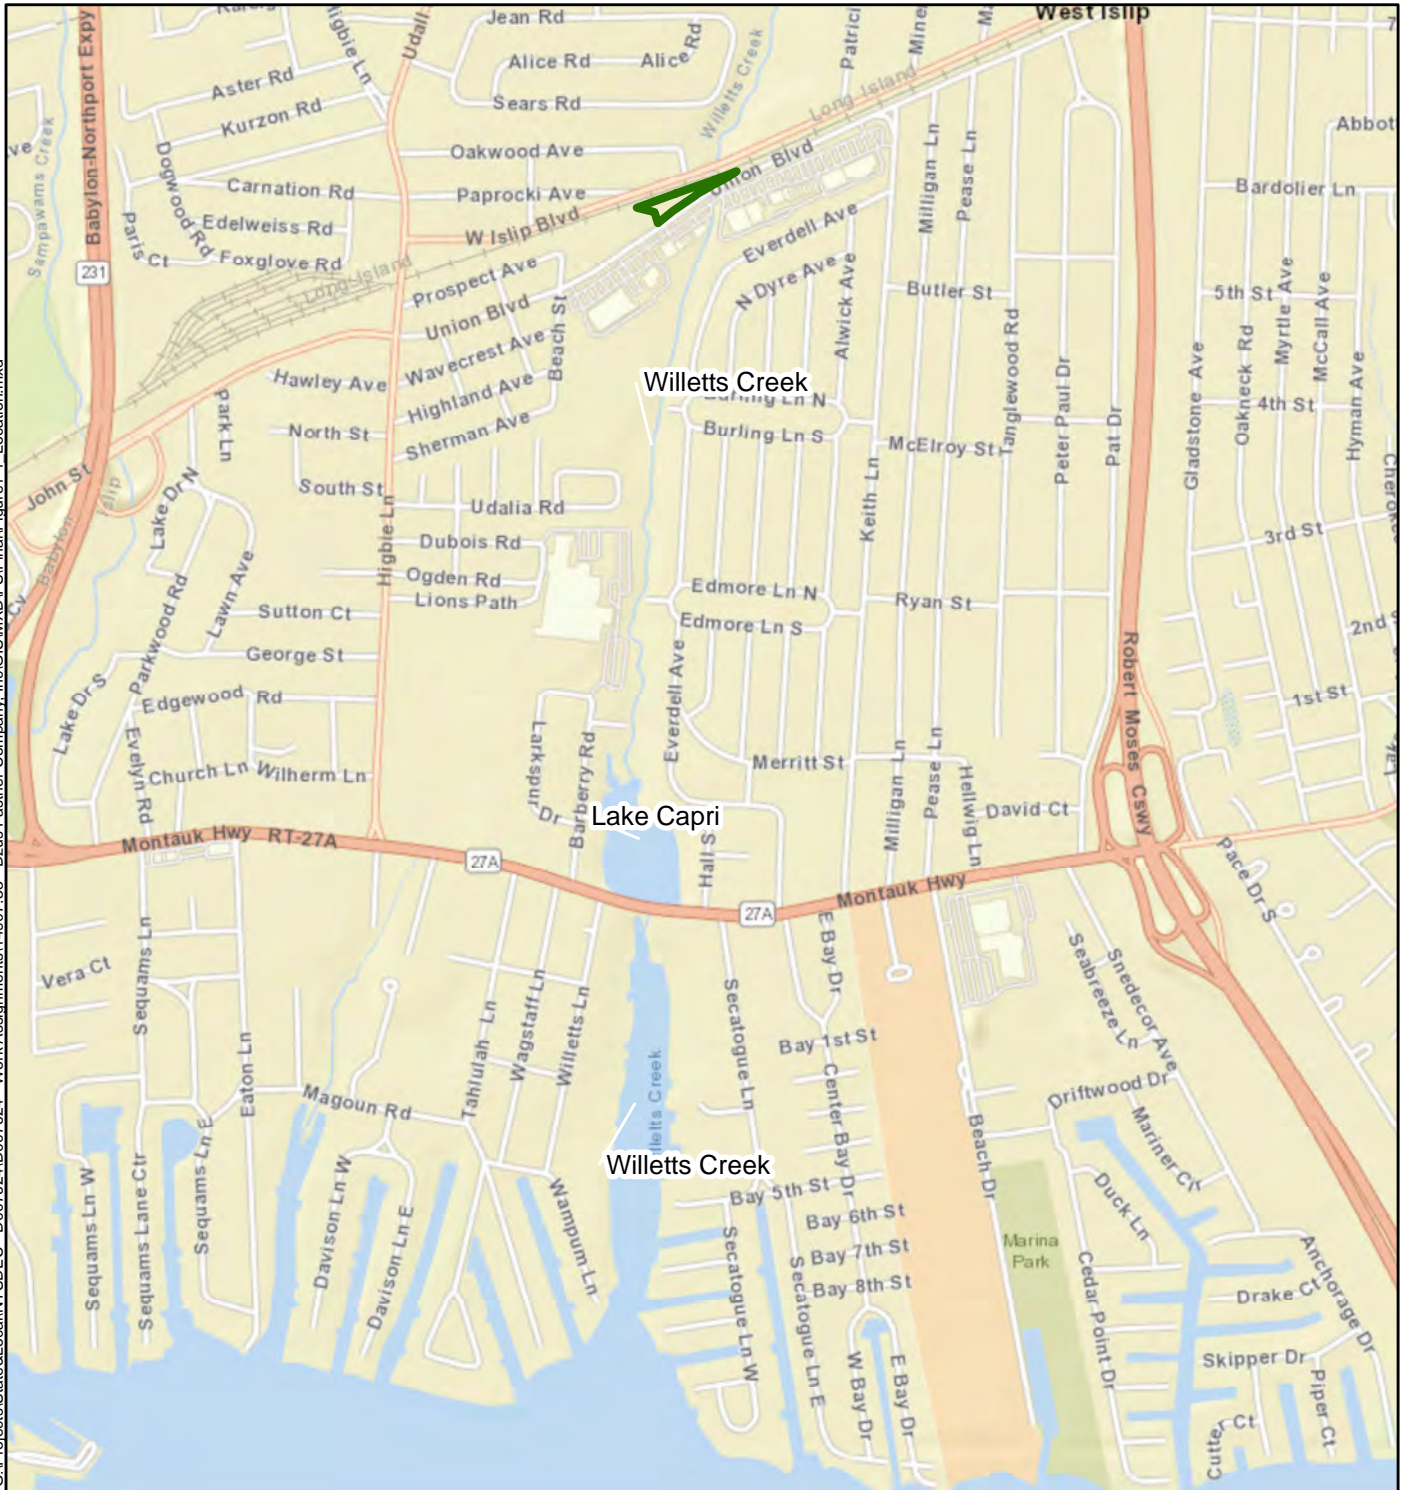 West Islip
Jean Rd
Alice Rd
Alice Rd
Sears Rd
Udall
Higbie Ln
Aster Rd
Kurzon Rd
Willetts Creek
Patrici
Long Island
Babylon-Northport Expy
Sampawams Creek
Oakwood Ave
Paprocki Ave
W Islip Blvd
Union Blvd
Carnation Rd
Edelweiss Rd
Foxglove Rd
Dogwood Rd
Paris Ct
231
Long Island
Milligan Ln
Pease Ln
Abbot
Bardolier Ln
Prospect Ave
Union Blvd
Wavecrest Ave
Highland Ave
Sherman Ave
Beach St
Hawley Ave
North St
South St
Park Ln
Everdell Ave
N Dyre Ave
Alwick Ave
Butler St
Tanglewood Rd
Peter Paul Dr
Pat Dr
5th St
Gladstone Ave
Oakneck Rd
Myrtle Ave
McCall Ave
Hyman Ave
4th St
3rd St
1st St
Willetts Creek
Burling Ln N
Burling Ln S
McElroy St
Keith Ln
John St
Lake Dr N
Higbie Ln
Udalia Rd
Dubois Rd
Ogden Rd
Lions Path
Babylon
Islip
Parkwood Rd
Lawn Ave
Sutton Ct
George St
Edgewood Rd
Lake Dr S
Evelyn Rd
Church Ln
Wilherm Ln
Edmore Ln N
Edmore Ln S
Ryan St
Everdell Ave
Robert Moses Cswy
Larkspur Dr
Barberry Rd
Merritt St
Milligan Ln
Pease Ln
Hellwig Ln
David Ct
Lake Capri
Hall S
Montauk Hwy RT-27A
27A
27A
Montauk Hwy
Pace Dr S
Vera Ct
Sequams Ln
Eaton Ln
Magoun Rd
Tahlulah Ln
Wagstaff Ln
Willetts Ln
Secatogue Ln
E Bay Dr
Bay 1st St
Center Bay Dr
Seabreeze Ln
Snedecor Ave
Driftwood Dr
Mariner Ct
Beach Dr
Willetts Creek
Bay 5th St
Bay 6th St
Bay 7th St
Bay 8th St
Sequams Ln W
Sequams Lane Ctr
Sequams Ln E
Davison Ln W
Davison Ln E
Wampum Ln
Secatogue Ln W
Secatogue Ln E
W Bay Dr
E Bay Dr
Marina
Park
Duck Ln
Cedar Point Dr
Anchorage Dr
Drake Ct
Skipper Dr
Piper Ct
Cutter Ct